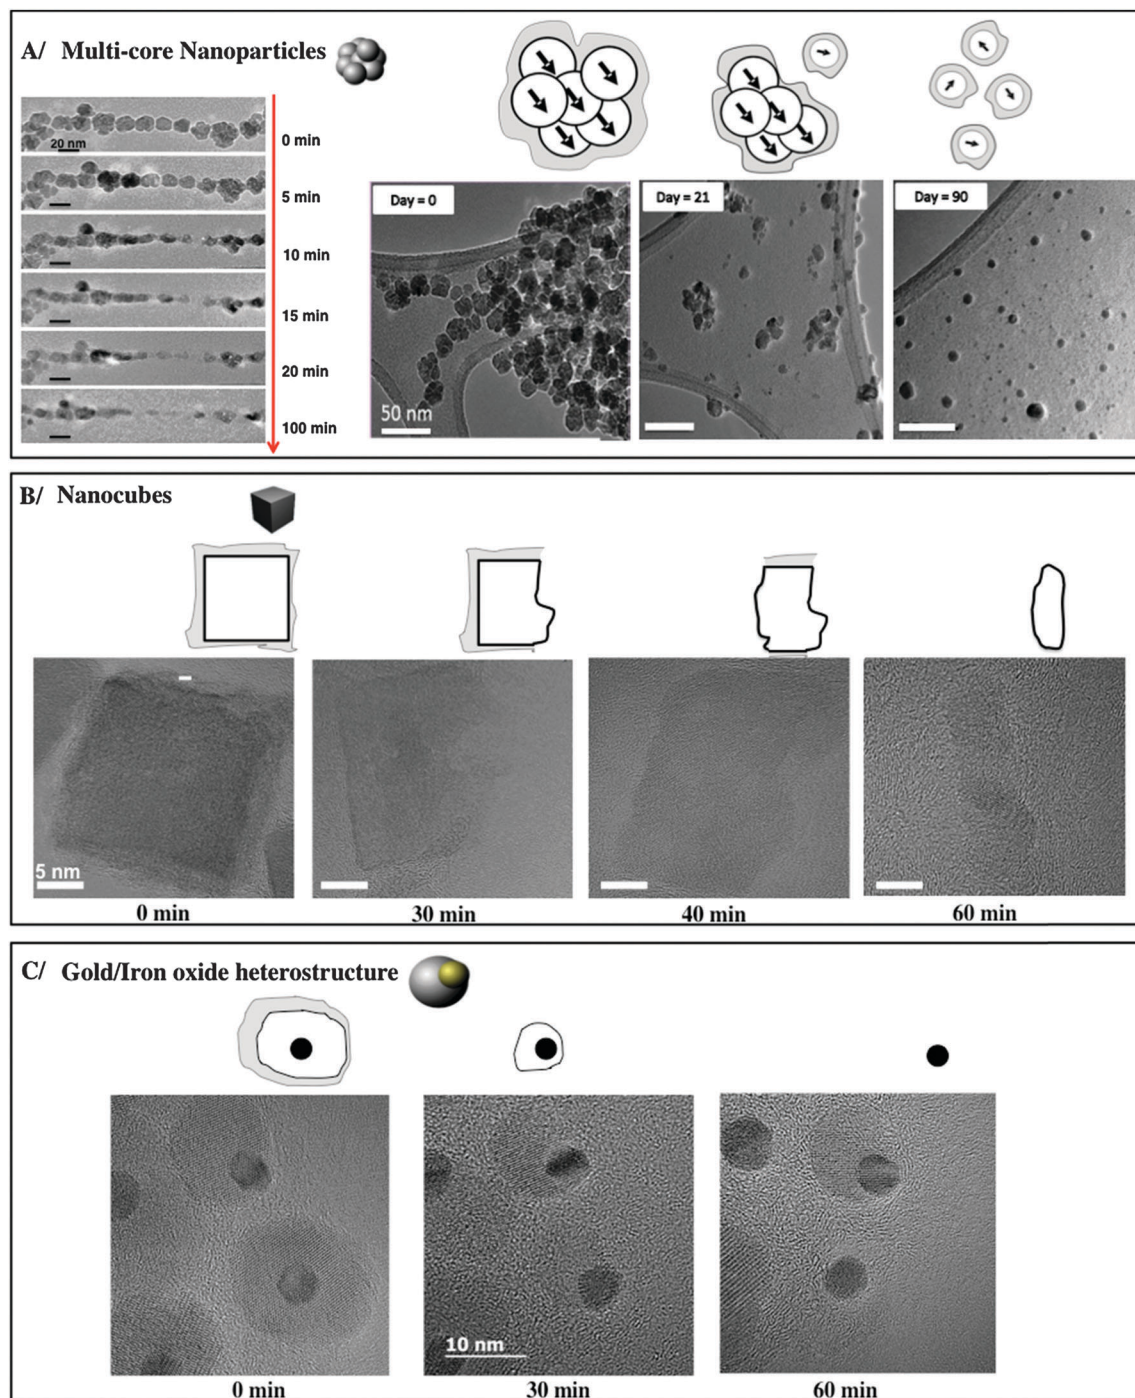 A/ Multi-core Nanoparticles
20 nm
0 min
5 min
10 min
15 min
20 min
100 min
Day = 0
Day = 21
Day = 90
50 nm
B/ Nanocubes
5 nm
0 min
30 min
40 min
60 min
C/ Gold/Iron oxide heterostructure
10 nm
0 min
30 min
60 min